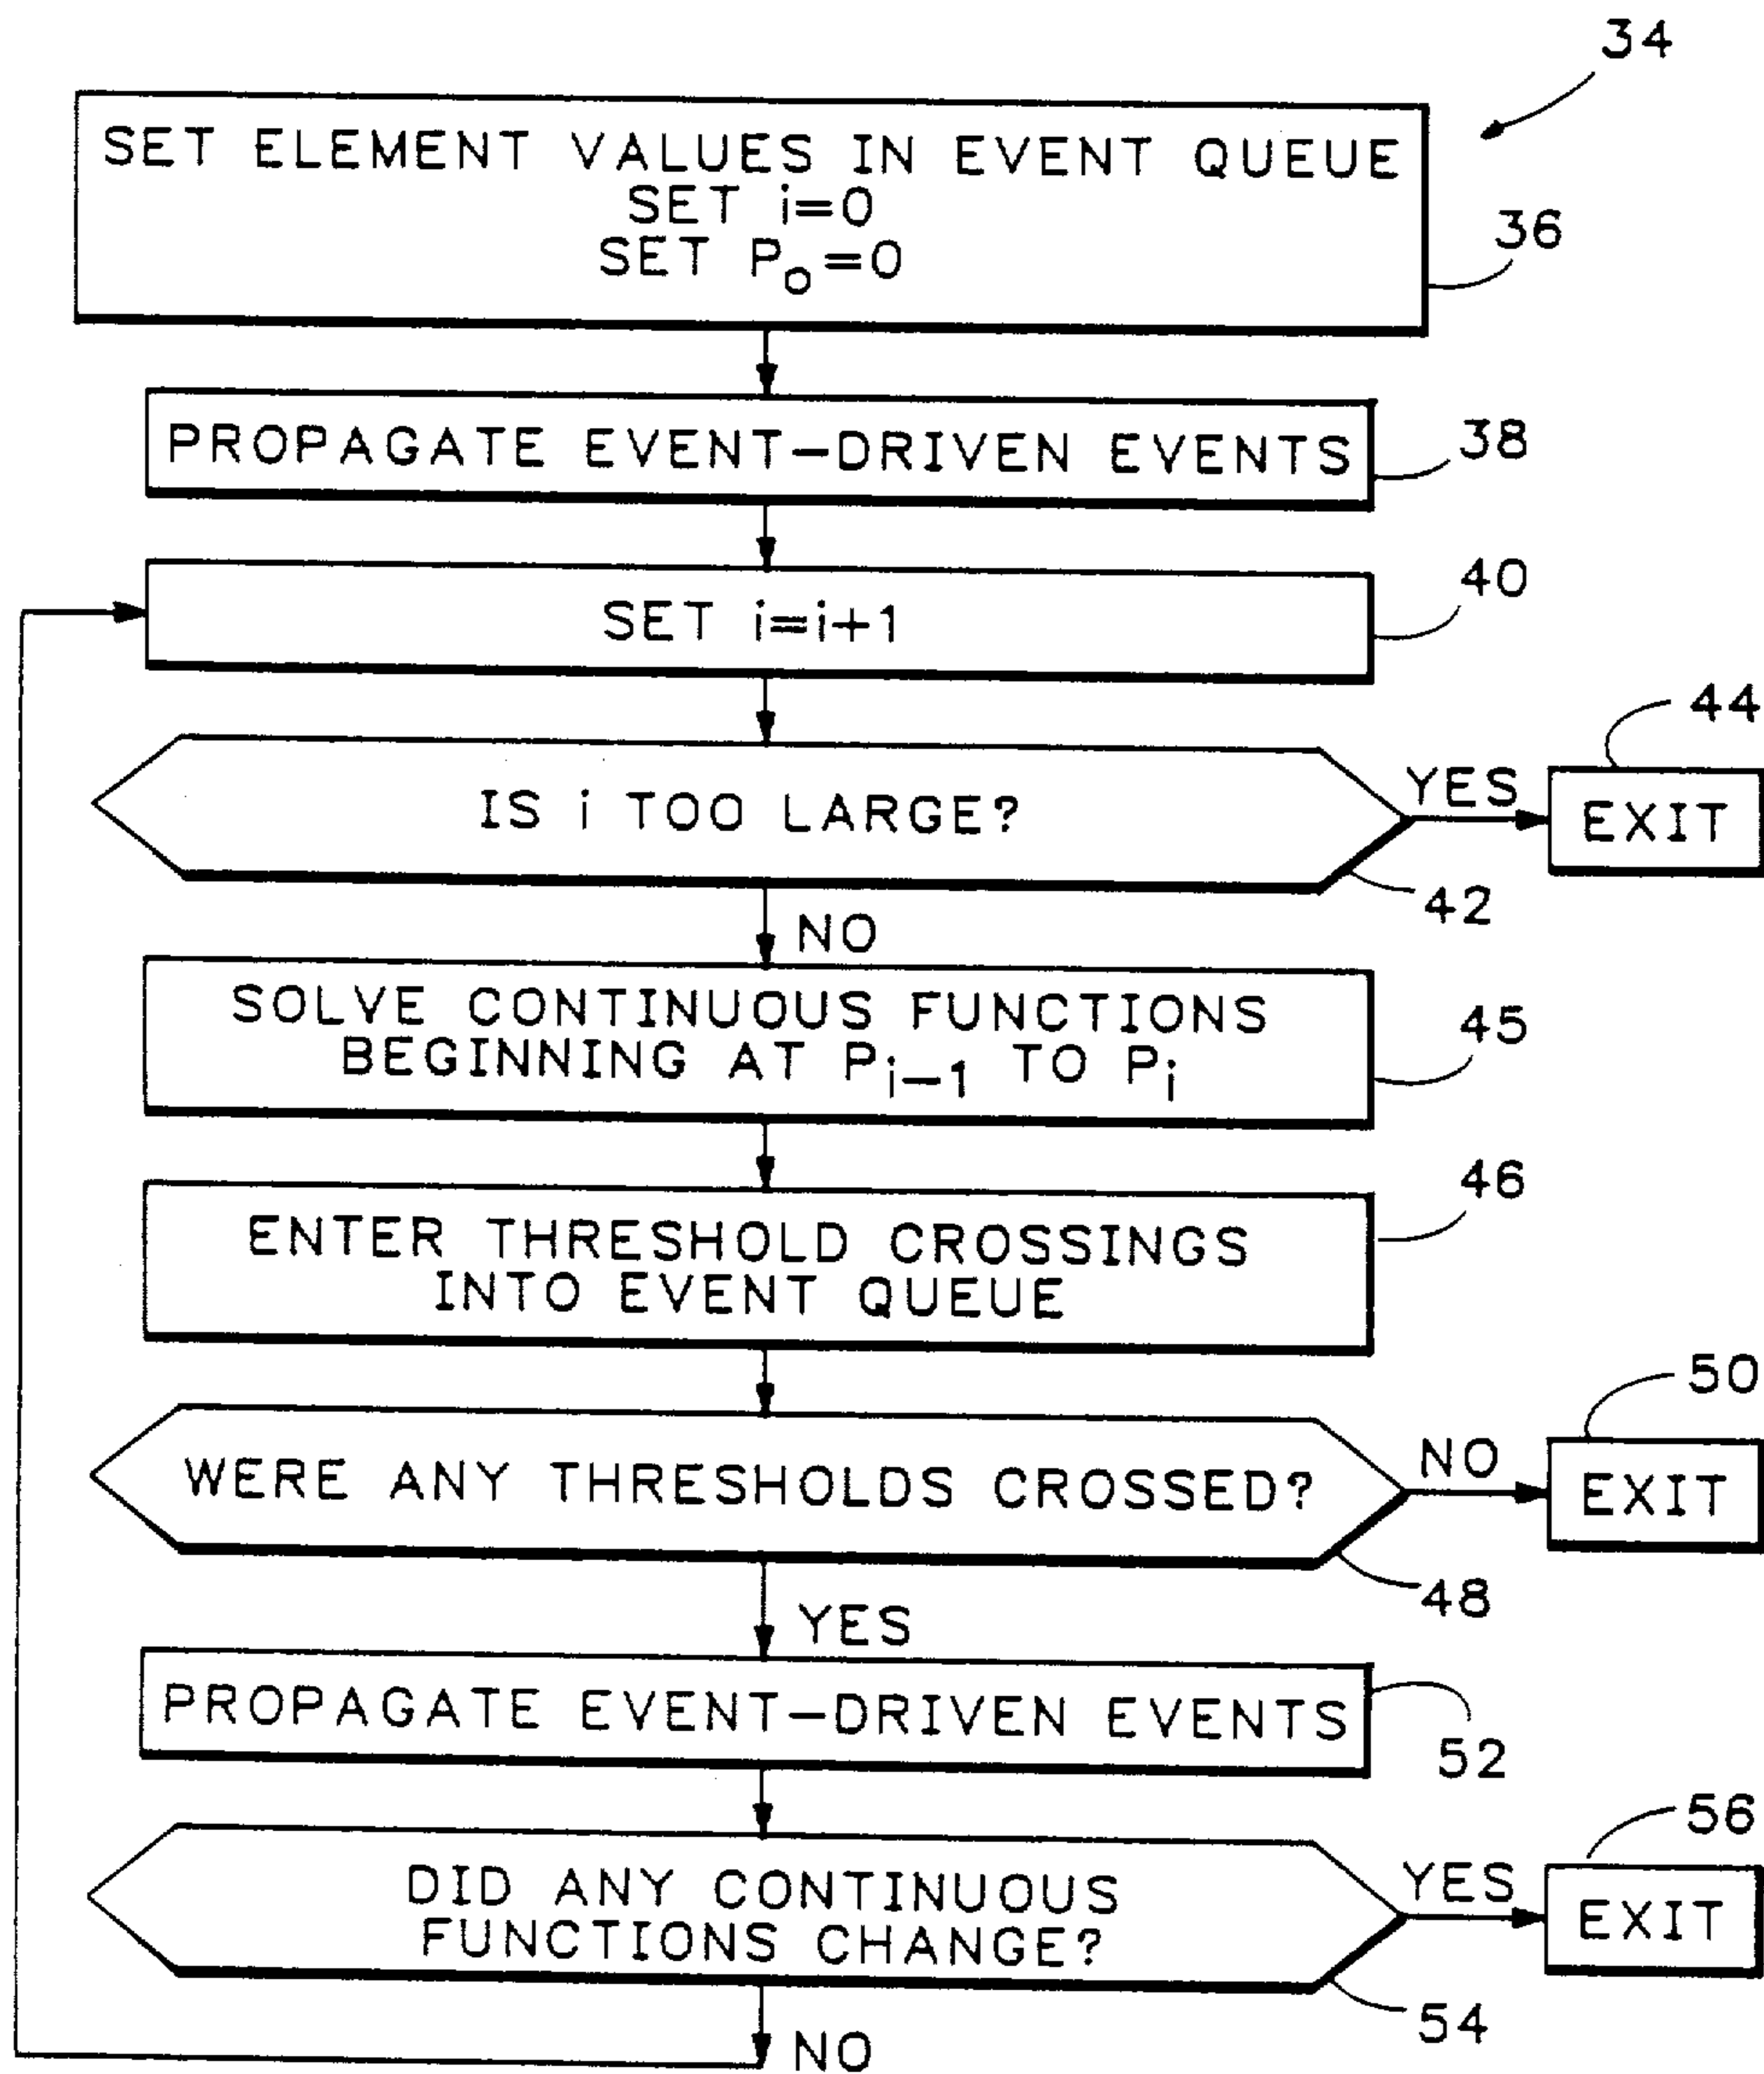 34
SET ELEMENT VALUES IN EVENT QUEUE
SET i=0
SET P₀=0
36
PROPAGATE EVENT-DRIVEN EVENTS
38
SET i=i+1
40
IS i TOO LARGE?
YES
EXIT
44
42
NO
SOLVE CONTINUOUS FUNCTIONS
BEGINNING AT Pᵢ₋₁ TO Pᵢ
45
ENTER THRESHOLD CROSSINGS
INTO EVENT QUEUE
46
WERE ANY THRESHOLDS CROSSED?
NO
EXIT
50
48
YES
PROPAGATE EVENT-DRIVEN EVENTS
52
DID ANY CONTINUOUS
FUNCTIONS CHANGE?
YES
EXIT
56
54
NO